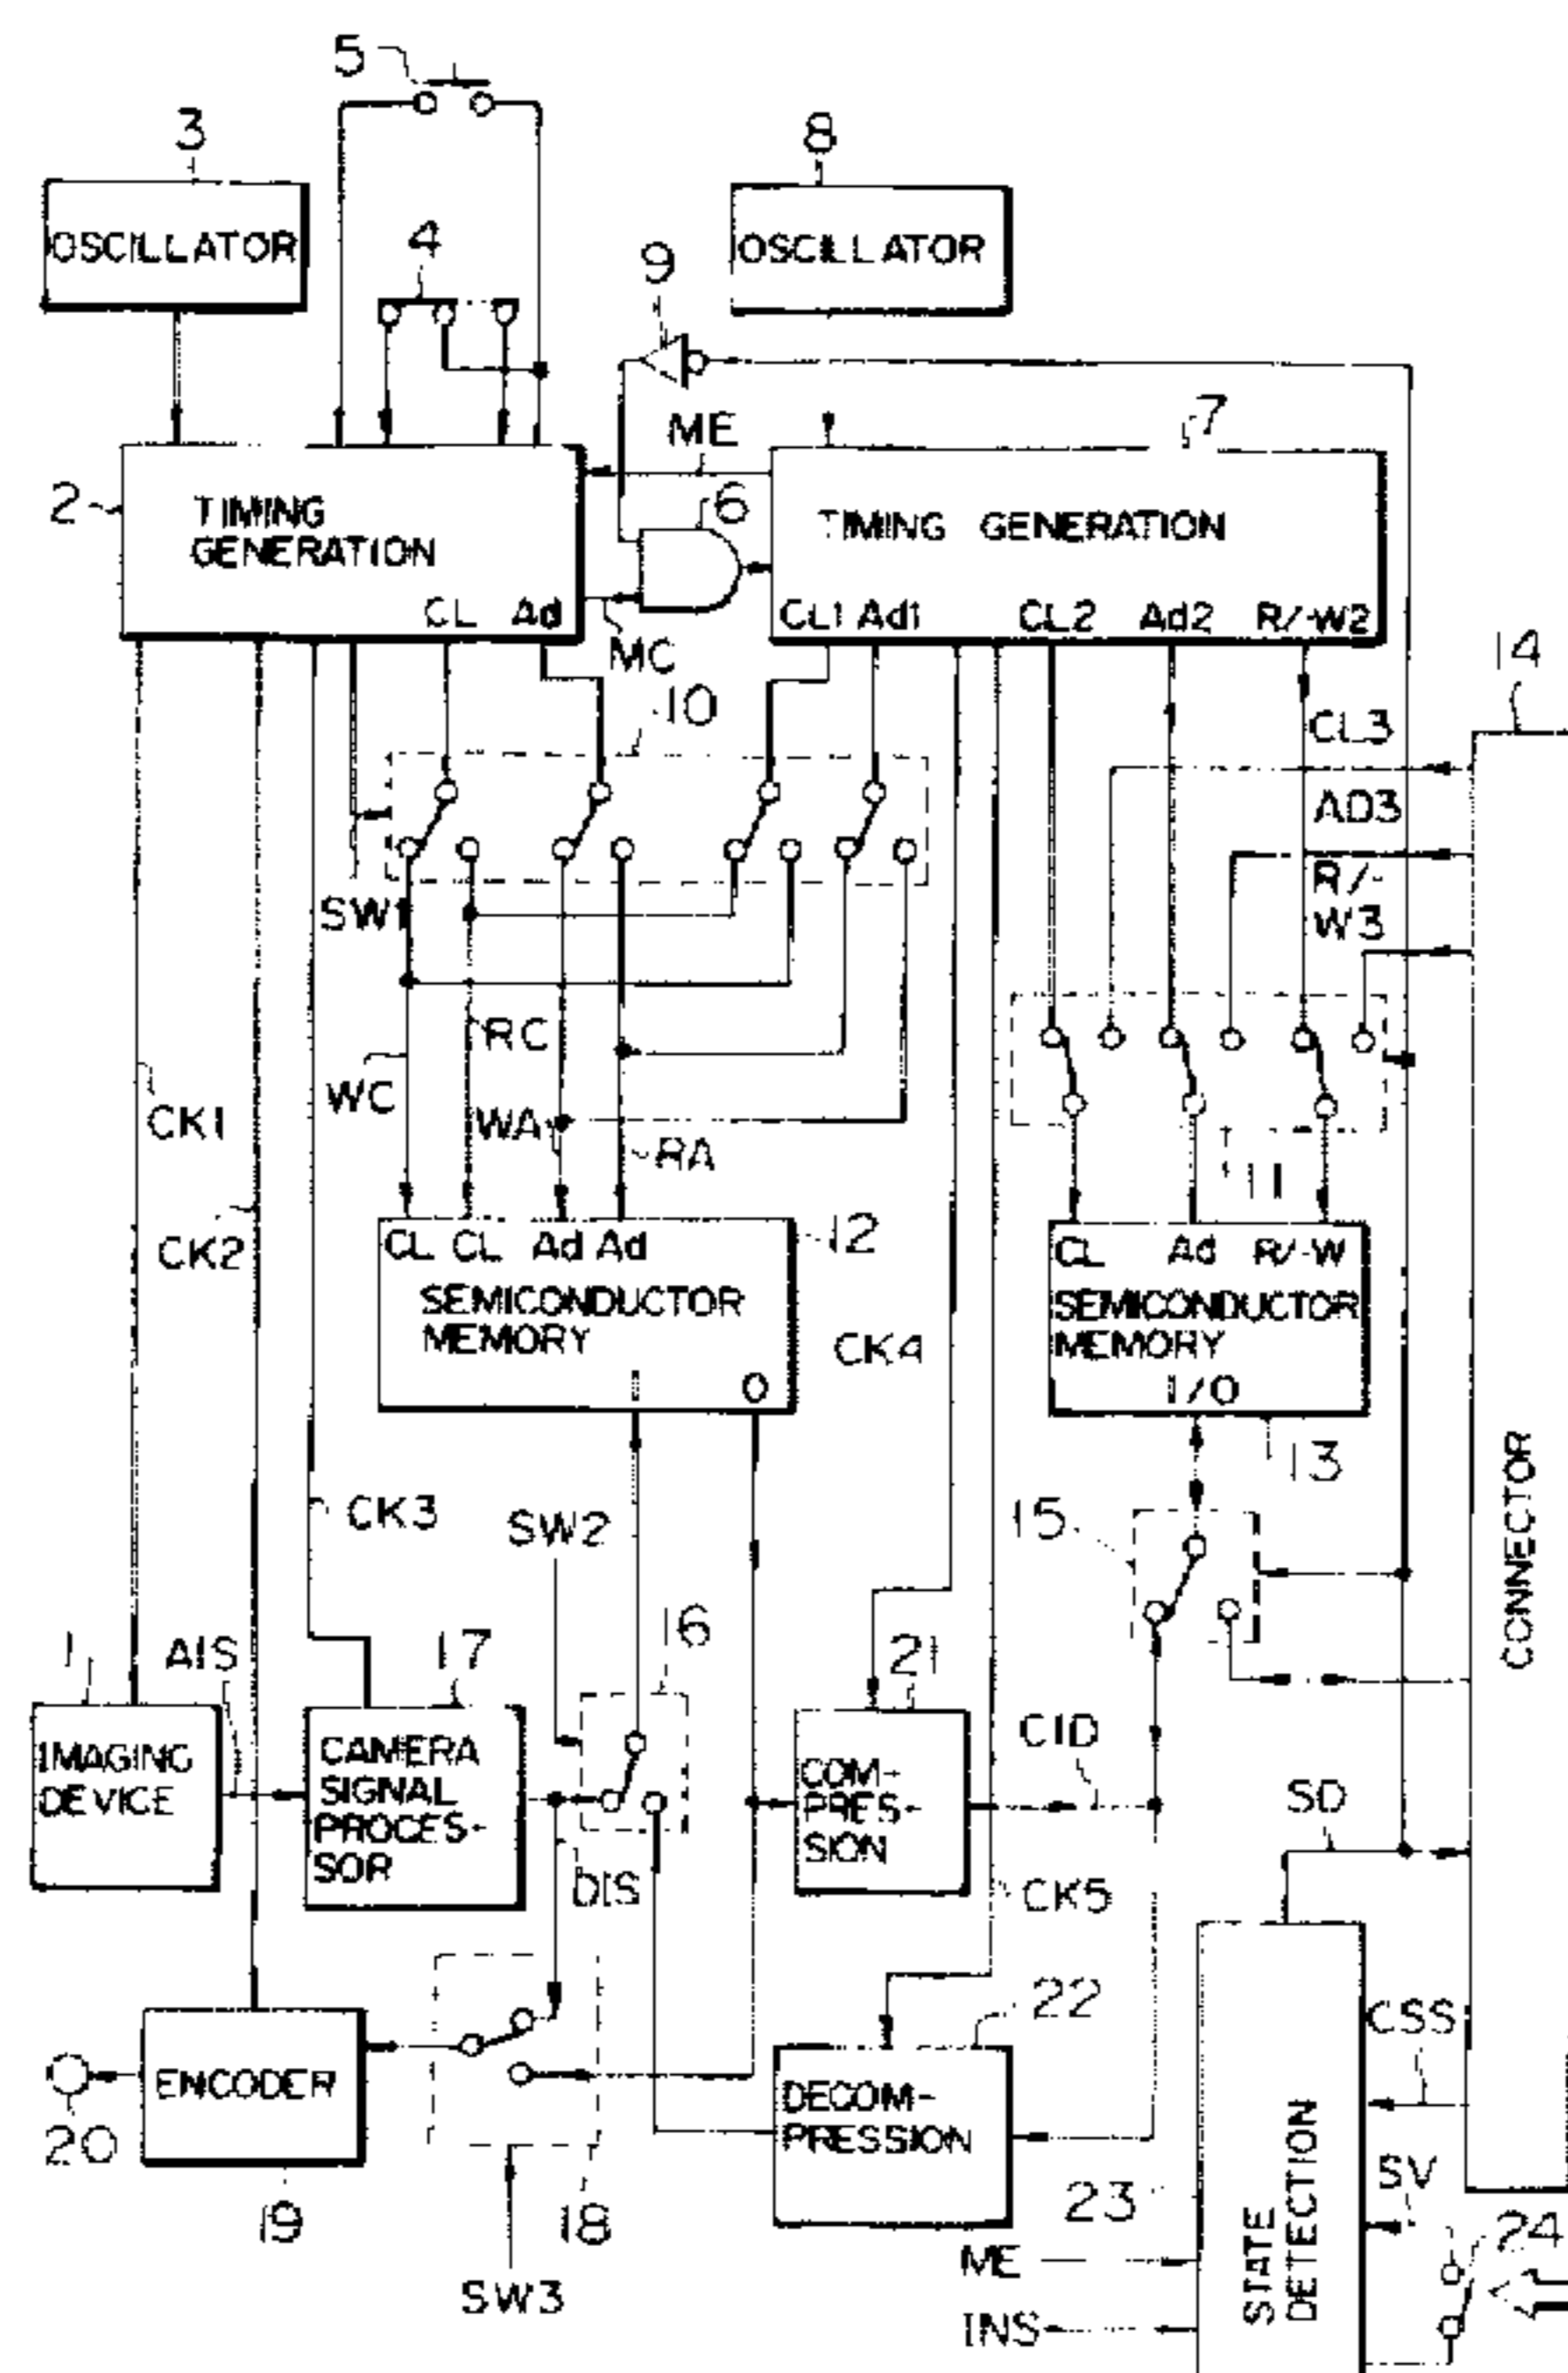 5
3
8
OSCILLATOR
4
9
OSCILLATOR
ME
7
2
TIMING
GENERATION
6
TIMING GENERATION
CL Ad
CL1 Ad1 CL2 Ad2 R/-W2
MC
10
14
CL3
AD3
SW1
R/-
W3
RC
WC
CK1
WA
RA
11
CK2
CL CL Ad Ad
12
CL Ad R/-W
SEMICONDUCTOR
MEMORY
CK4
SEMICONDUCTOR
MEMORY
I O
I/O
13
CONNECTOR
CK3
SW2
15
1
AIS
17
16
21
IMAGING
DEVICE
CAMERA
SIGNAL
PROCES-
SOR
COM-
PRES-
SION
CID
SD
DIS
CK5
22
CSS
ENCODER
DECOM-
PRESSION
20
SV
23
19
18
STATE
DETECTION
24
ME
SW3
INS